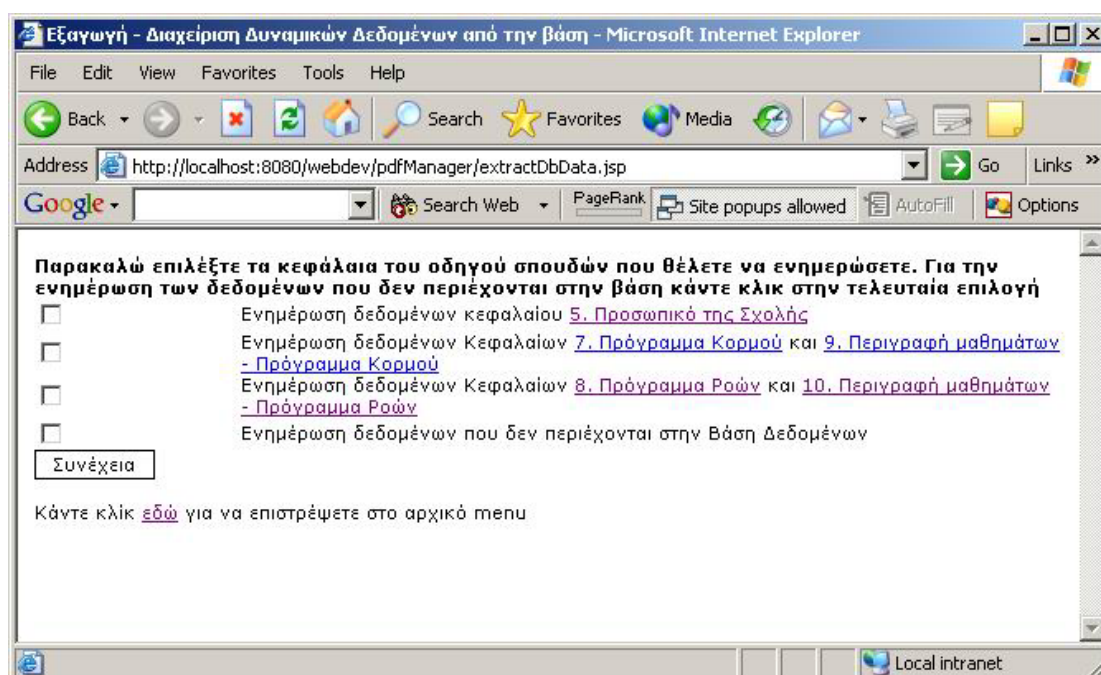 Εξαγωγή - Διαχείριση Δυναμικών Δεδομένων από την βάση - Microsoft Internet Explorer
File Edit View Favorites Tools Help
Back Search Favorites Media
Address http://localhost:8080/webdev/pdfManager/extractDbData.jsp Go Links »
Google Search Web PageRank Site popups allowed AutoFill Options
Παρακαλώ επιλέξτε τα κεφάλαια του οδηγού σπουδών που θέλετε να ενημερώσετε. Για την
ενημέρωση των δεδομένων που δεν περιέχονται στην βάση κάντε κλικ στην τελευταία επιλογή
Ενημέρωση δεδομένων κεφαλαίου 5. Προσωπικό της Σχολής
Ενημέρωση δεδομένων Κεφαλαίων 7. Πρόγραμμα Κορμού και 9. Περιγραφή μαθημάτων
- Πρόγραμμα Κορμού
Ενημέρωση δεδομένων Κεφαλαίων 8. Πρόγραμμα Ροών και 10. Περιγραφή μαθημάτων
- Πρόγραμμα Ροών
Ενημέρωση δεδομένων που δεν περιέχονται στην Βάση Δεδομένων
Συνέχεια
Κάντε κλίκ εδώ για να επιστρέψετε στο αρχικό menu
Local intranet